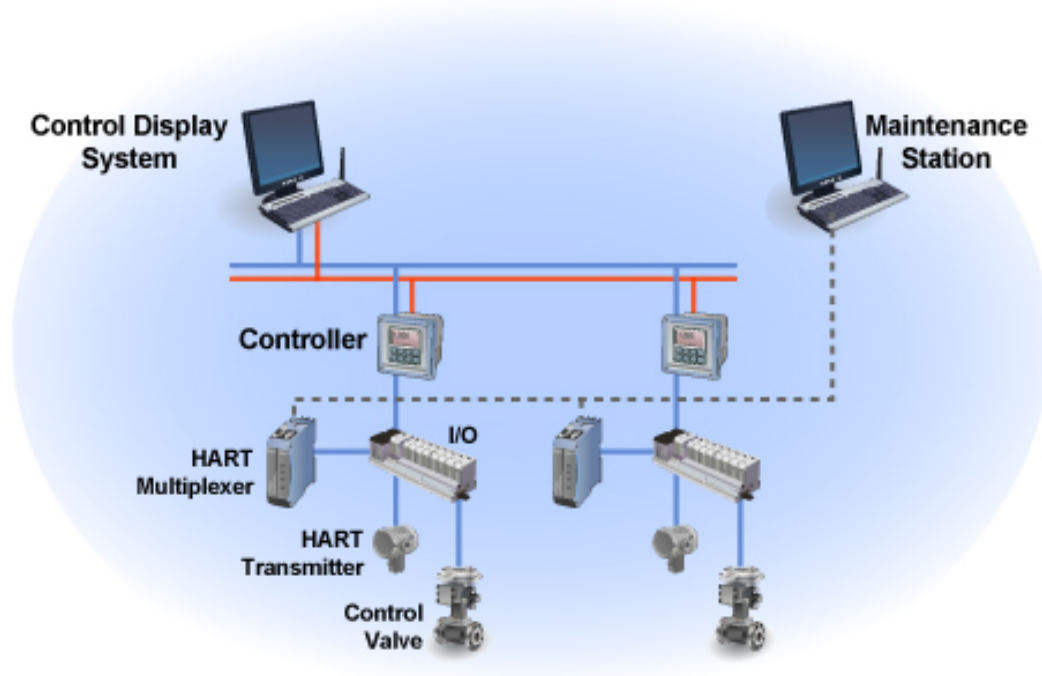 Control Display
System
Maintenance
Station
Controller
I/O
HART
Multiplexer
HART
Transmitter
Control
Valve